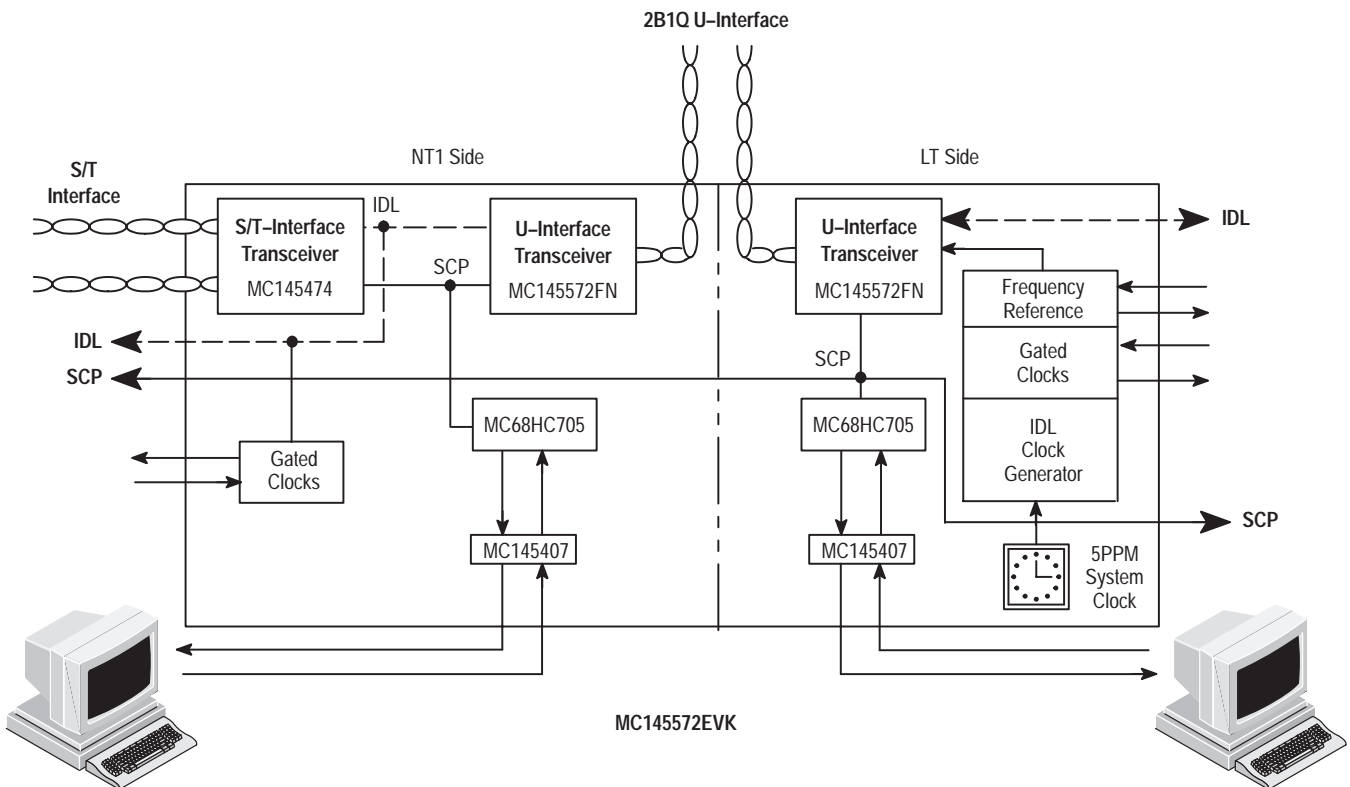 2B1Q U–Interface
NT1 Side
LT Side
S/T
Interface
IDL
S/T–Interface
Transceiver
MC145474
SCP
U–Interface
Transceiver
MC145572FN
U–Interface
Transceiver
MC145572FN
IDL
Frequency
Reference
Gated
Clocks
IDL
Clock
Generator
IDL
SCP
SCP
MC68HC705
MC68HC705
Gated
Clocks
MC145407
MC145407
SCP
5PPM
System
Clock
MC145572EVK